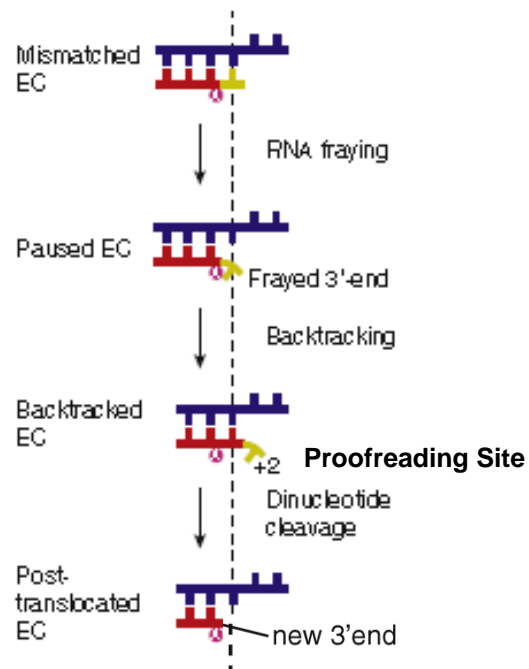 Mismatched
EC
RNA fraying
Paused EC
Frayed 3'-end
Backtracking
Backtracked
EC
+2 Proofreading Site
Dinucleotide
cleavage
Post-
translocated
EC
new 3'end